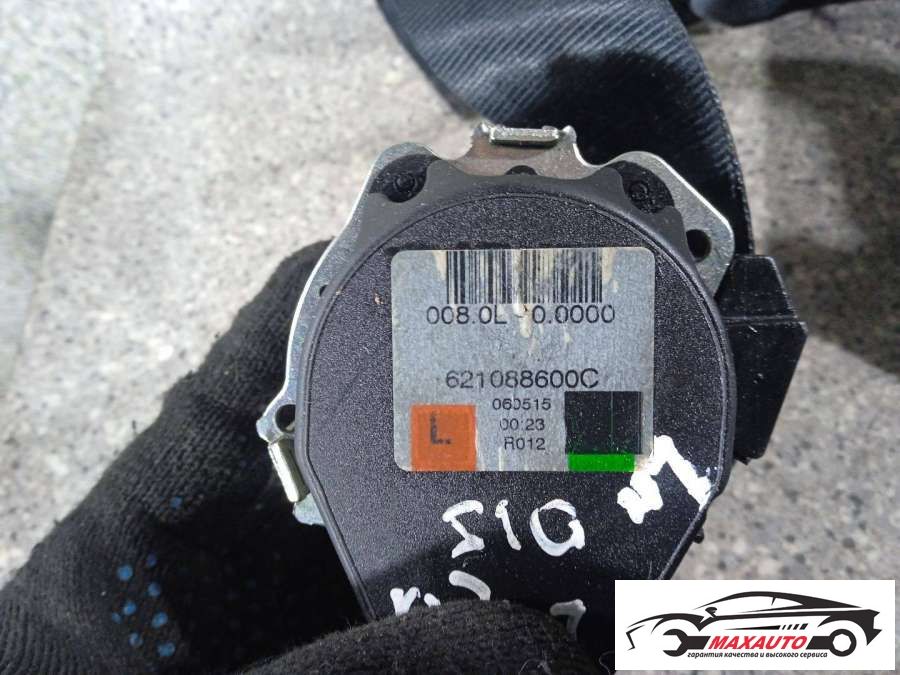 008.0L - 0.0000
621088600C
060515
00:23
L.
R012
MAXAUTO
гарантия качества и высокого сервиса